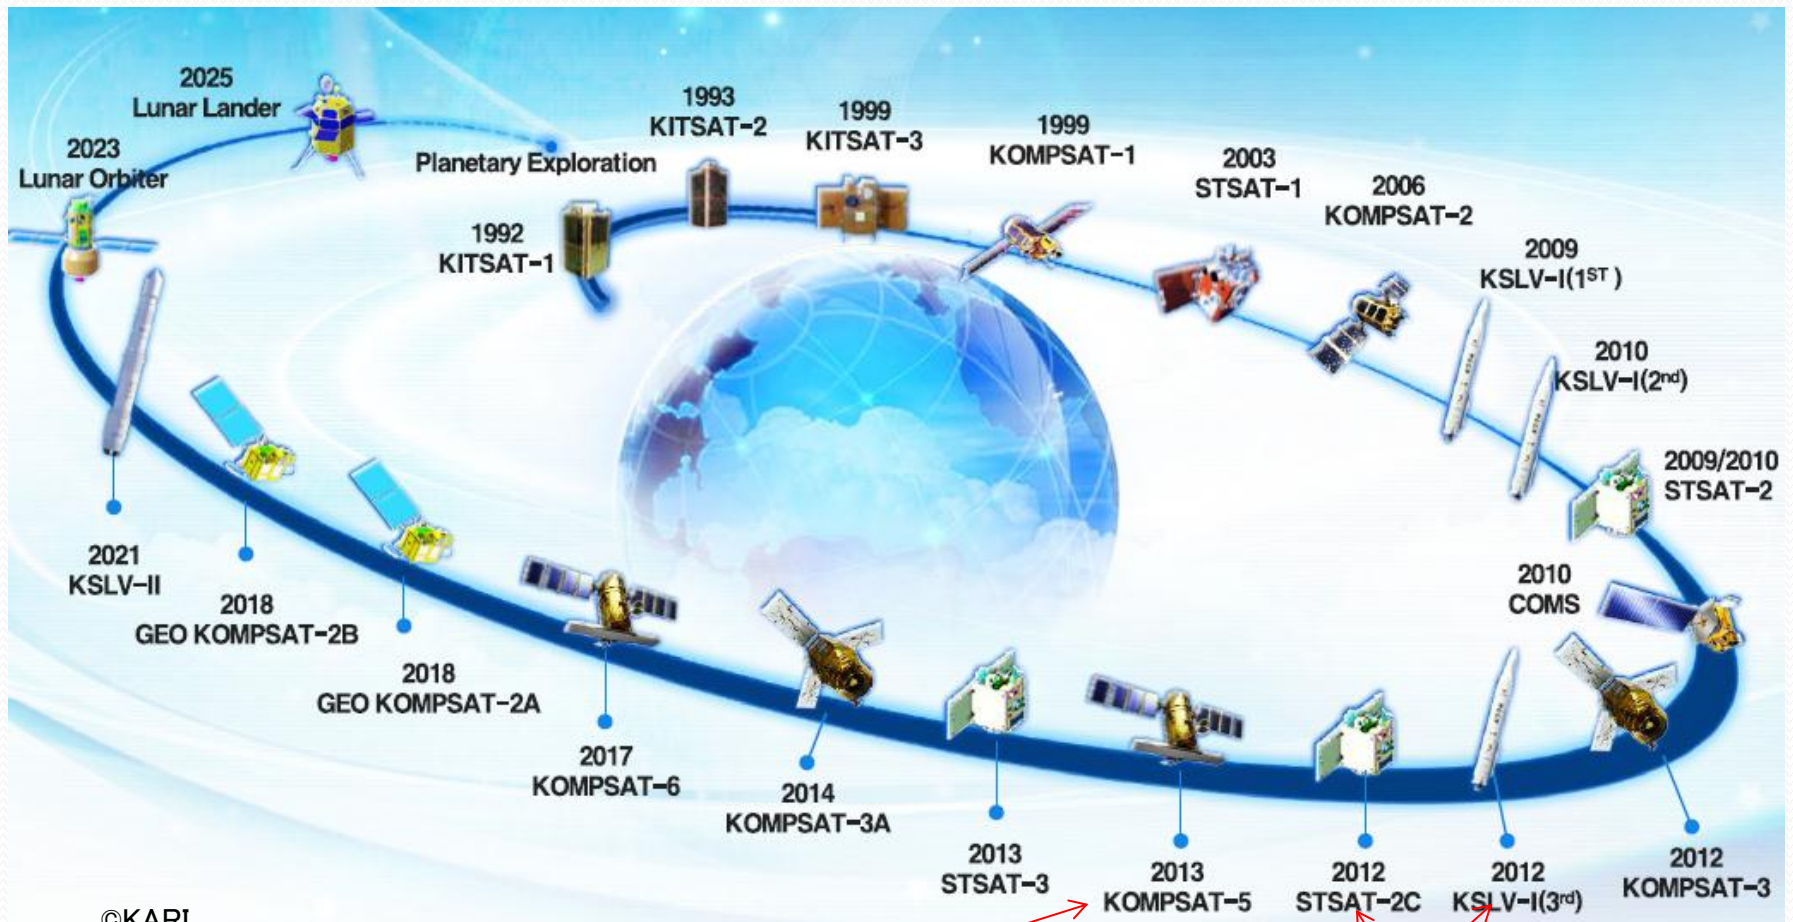 1992
KITSAT-1
1993
KITSAT-2
1999
KITSAT-3
1999
KOMPSAT-1
2003
STSAT-1
2006
KOMPSAT-2
2009
KSLV-I(1ST )
2010
KSLV-I(2nd)
2009/2010
STSAT-2
2010
COMS
2012
KOMPSAT-3
2012
KSLV-I(3rd)
2012
STSAT-2C
2013
KOMPSAT-5
2013
STSAT-3
2014
KOMPSAT-3A
2017
KOMPSAT-6
2018
GEO KOMPSAT-2A
2018
GEO KOMPSAT-2B
2021
KSLV-II
2023
Lunar Orbiter
2025
Lunar Lander
Planetary Exploration
©KARI